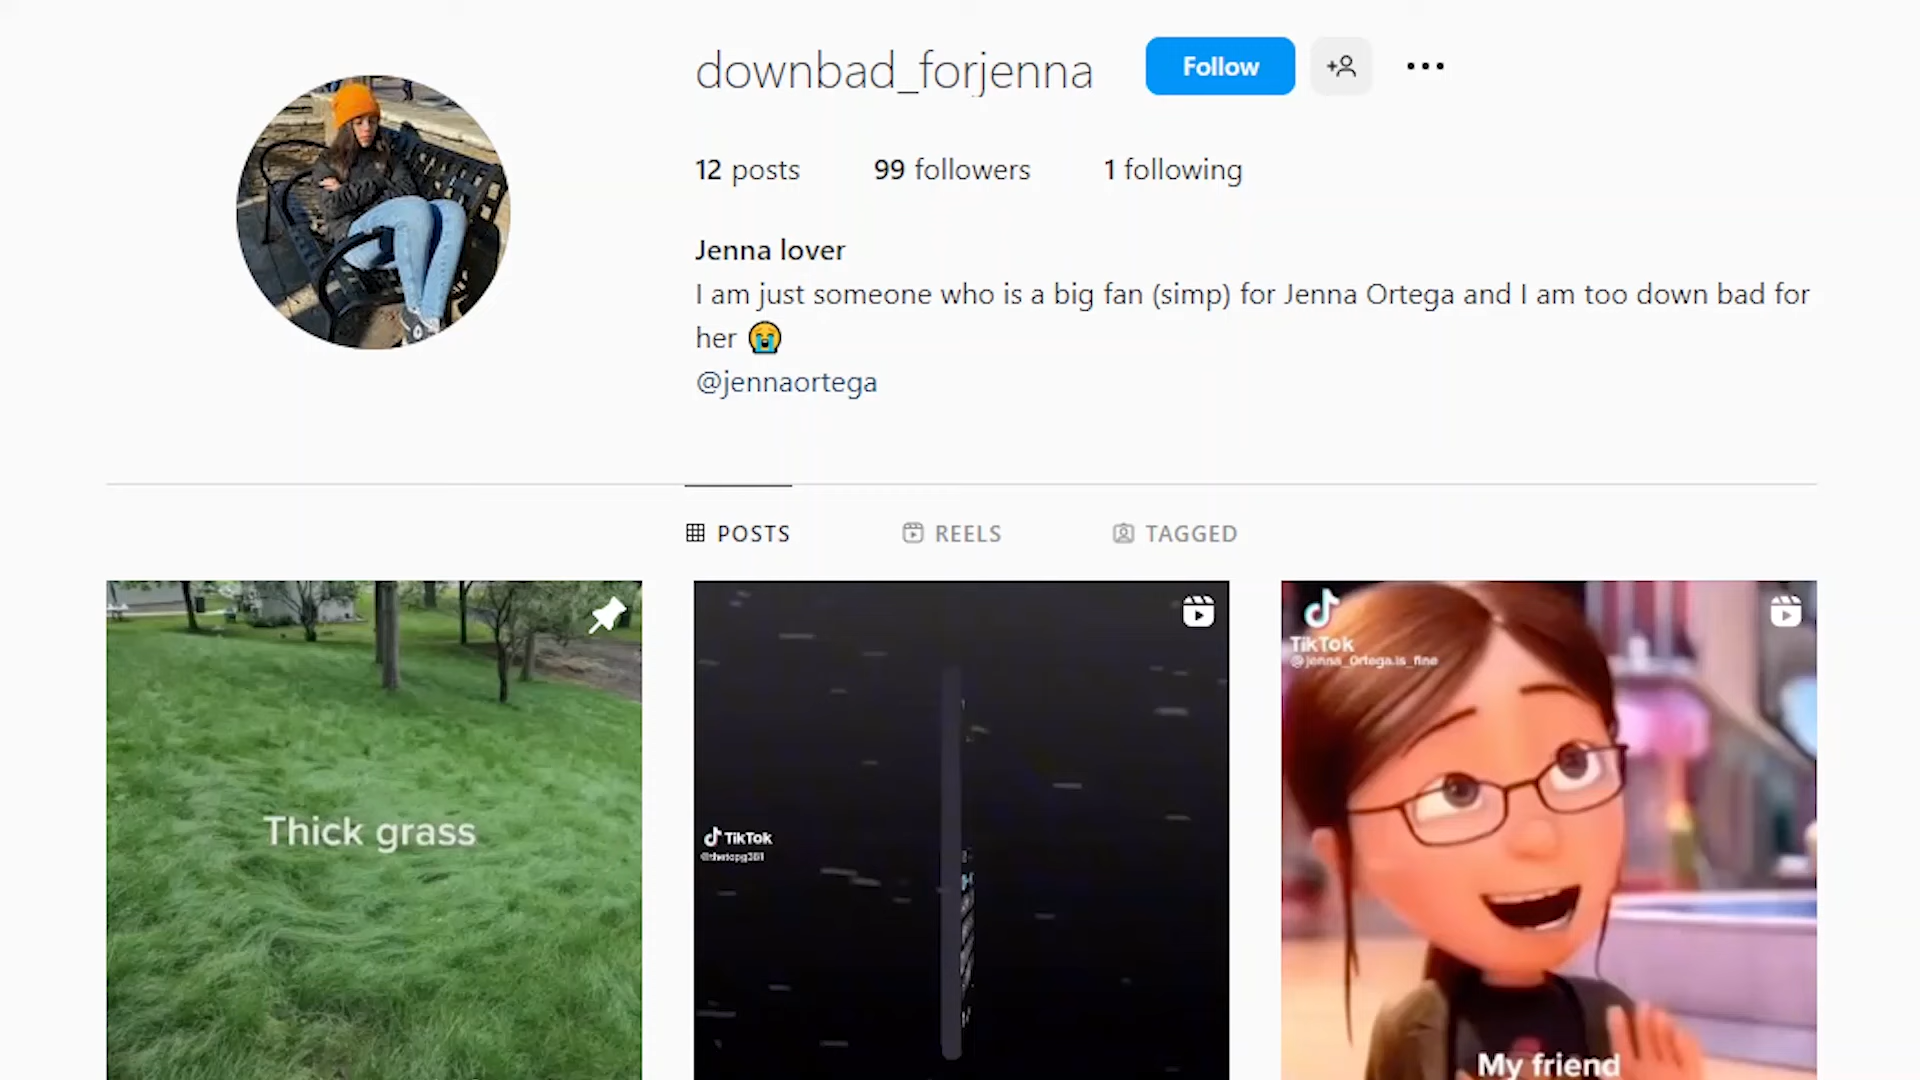 downbad_forjenna
Follow
12 posts
99 followers
1 following
Jenna lover
I am just someone who is a big fan (simp) for Jenna Ortega and I am too down bad for
her 😭
@jennaortega
POSTS
REELS
TAGGED
Thick grass
TikTok
TikTok
@jenna_Ortega.is_fine
My friend